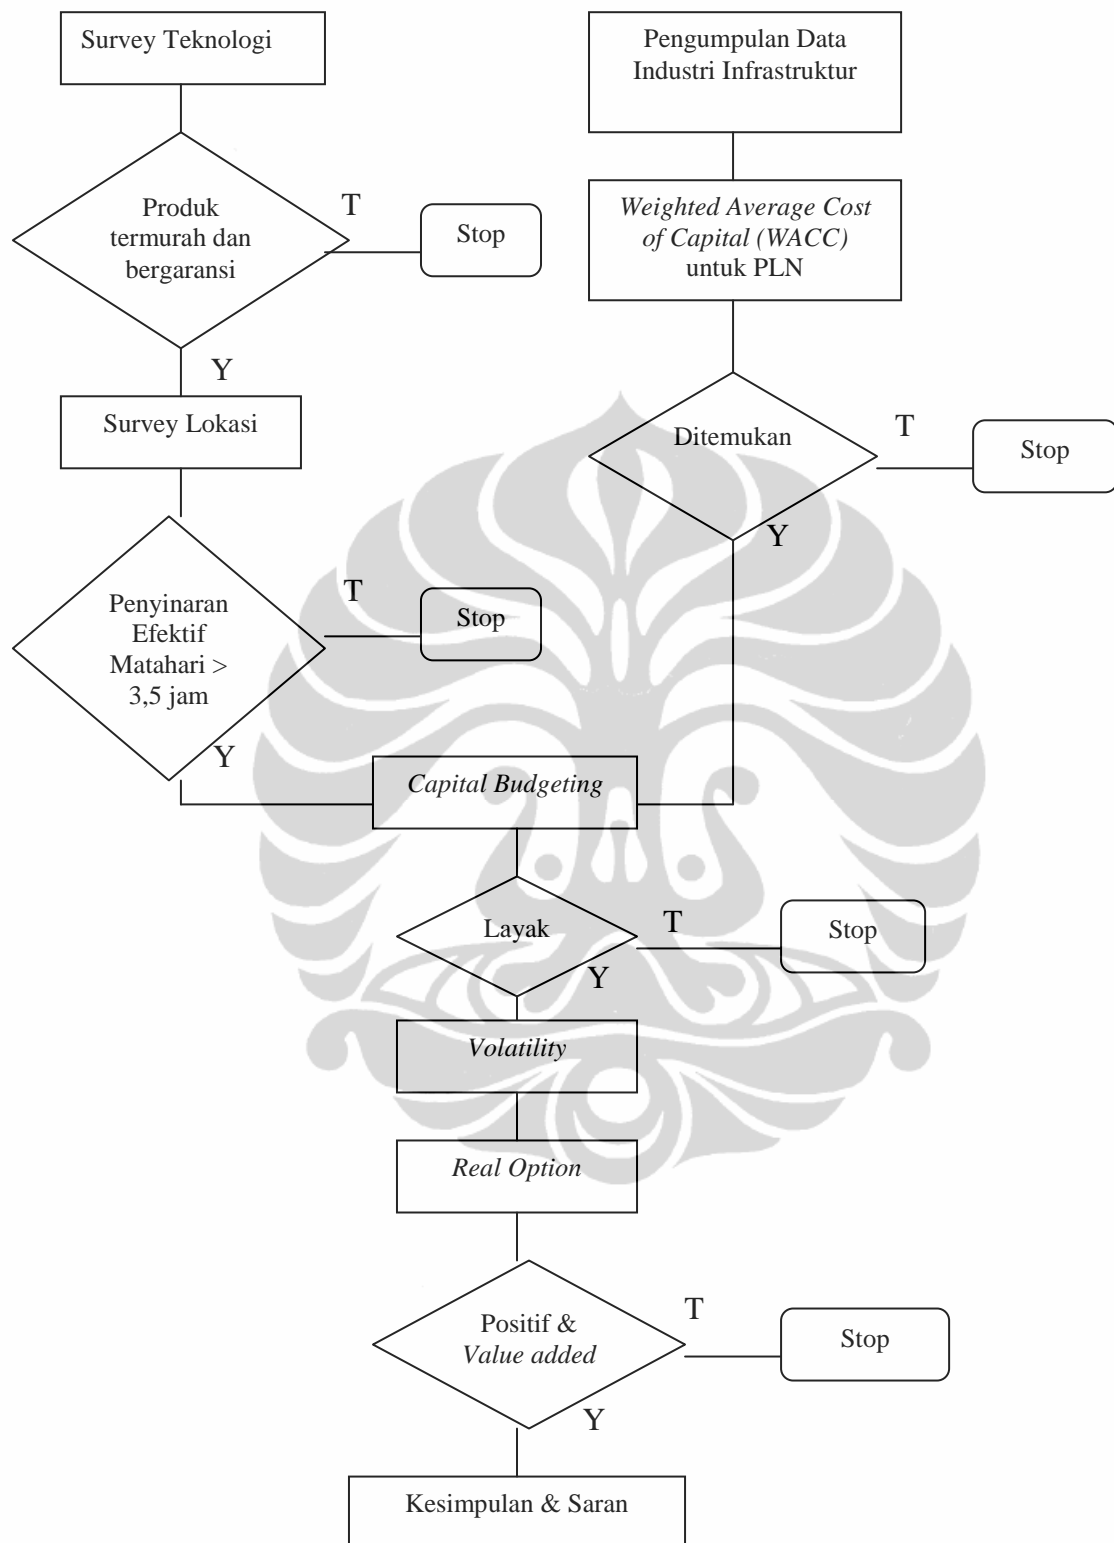 Survey Teknologi
Pengumpulan Data
Industri Infrastruktur
Produk
termurah dan
bergaransi
T
Stop
Weighted Average Cost
of Capital (WACC)
untuk PLN
Y
Survey Lokasi
Ditemukan
T
Stop
Y
Penyinaran
Efektif
Matahari >
3,5 jam
T
Stop
Y
Capital Budgeting
Layak
T
Stop
Y
Volatility
Real Option
Positif &
Value added
T
Stop
Y
Kesimpulan & Saran